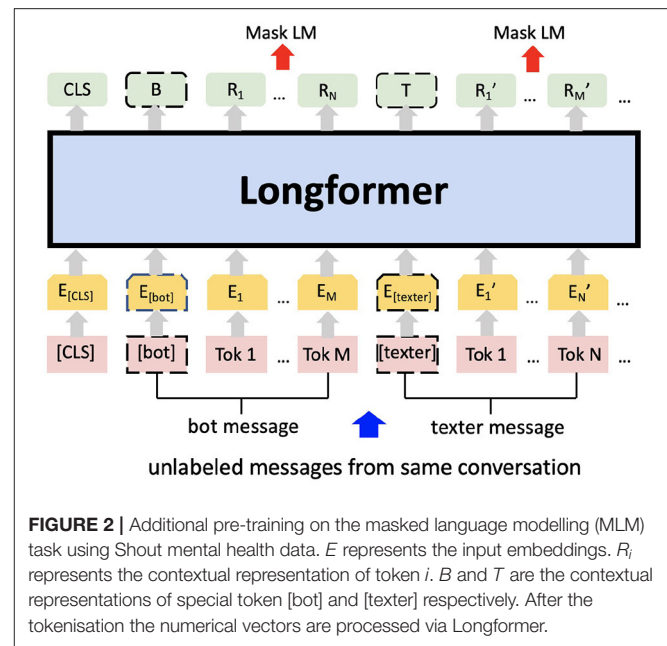 Mask LM Mask LM
CLS B R1 ... RN T R1' ... RM' ...
Longformer
E[CLS] E[bot] E1 ... EM E[texter] E1' ... EN' ...
[CLS] [bot] Tok 1 ... Tok M [texter] Tok 1 ... Tok N ...
bot message texter message
unlabeled messages from same conversation
FIGURE 2 | Additional pre-training on the masked language modelling (MLM)
task using Shout mental health data. E represents the input embeddings. Ri
represents the contextual representation of token i. B and T are the contextual
representations of special token [bot] and [texter] respectively. After the
tokenisation the numerical vectors are processed via Longformer.